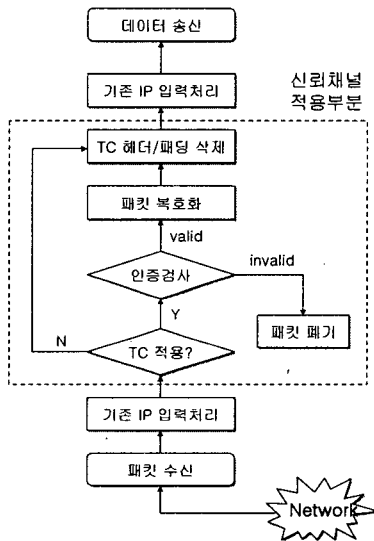 데이터 송신
기존 IP 입력처리
신뢰채널
적용부분
TC 헤더/패딩 삭제
패킷 복호화
valid
인증검사
invalid
Y
패킷 폐기
N
TC 적용?
기존 IP 입력처리
패킷 수신
Network